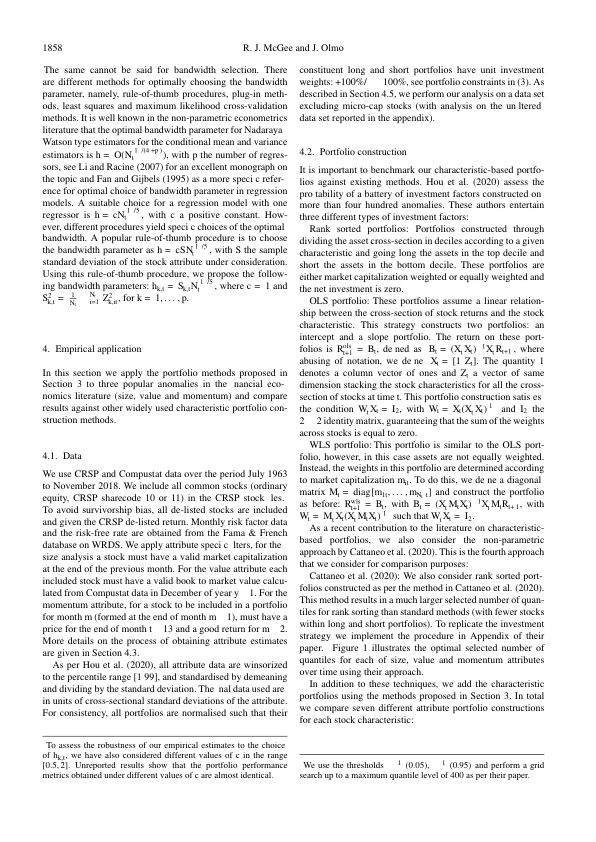 1858
R. J. McGee and J. Olmo
The same cannot be said for bandwidth selection. There
are different methods for optimally choosing the bandwidth
parameter, namely, rule-of-thumb procedures, plug-in meth-
ods, least squares and maximum likelihood cross-validation
methods. It is well known in the non-parametric econometrics
literature that the optimal bandwidth parameter for Nadaraya
Watson type estimators for the conditional mean and variance
estimators is h = O(N_t^{1/(4+p)}), with p the number of regres-
sors, see Li and Racine (2007) for an excellent monograph on
the topic and Fan and Gijbels (1995) as a more speci c refer-
ence for optimal choice of bandwidth parameter in regression
models. A suitable choice for a regression model with one
regressor is h = cN_t^{1/5}, with c a positive constant. How-
ever, different procedures yield speci c choices of the optimal
bandwidth. A popular rule-of-thumb procedure is to choose
the bandwidth parameter as h = cSN_t^{1/5}, with S the sample
standard deviation of the stock attribute under consideration.
Using this rule-of-thumb procedure, we propose the follow-
ing bandwidth parameters: h_{k,t} = S_{k,t}N_t^{1/5}, where c = 1 and
S²_{k,t} = 1/N_t N_t i=1 Z²_{k,it}, for k = 1, . . . , p.
4. Empirical application
In this section we apply the portfolio methods proposed in
Section 3 to three popular anomalies in the nancial eco-
nomics literature (size, value and momentum) and compare
results against other widely used characteristic portfolio con-
struction methods.
4.1. Data
We use CRSP and Compustat data over the period July 1963
to November 2018. We include all common stocks (ordinary
equity, CRSP sharecode 10 or 11) in the CRSP stock les.
To avoid survivorship bias, all de-listed stocks are included
and given the CRSP de-listed return. Monthly risk factor data
and the risk-free rate are obtained from the Fama & French
database on WRDS. We apply attribute speci c lters, for the
size analysis a stock must have a valid market capitalization
at the end of the previous month. For the value attribute each
included stock must have a valid book to market value calcu-
lated from Compustat data in December of year y 1. For the
momentum attribute, for a stock to be included in a portfolio
for month m (formed at the end of month m 1), must have a
price for the end of month t 13 and a good return for m 2.
More details on the process of obtaining attribute estimates
are given in Section 4.3.
As per Hou et al. (2020), all attribute data are winsorized
to the percentile range [1 99], and standardised by demeaning
and dividing by the standard deviation. The nal data used are
in units of cross-sectional standard deviations of the attribute.
For consistency, all portfolios are normalised such that their
To assess the robustness of our empirical estimates to the choice
of h_{k,t}, we have also considered different values of c in the range
[0.5, 2]. Unreported results show that the portfolio performance
metrics obtained under different values of c are almost identical.
constituent long and short portfolios have unit investment
weights: +100%/ 100%, see portfolio constraints in (3). As
described in Section 4.5, we perform our analysis on a data set
excluding micro-cap stocks (with analysis on the un ltered
data set reported in the appendix).
4.2. Portfolio construction
It is important to benchmark our characteristic-based portfo-
lios against existing methods. Hou et al. (2020) assess the
pro tability of a battery of investment factors constructed on
more than four hundred anomalies. These authors entertain
three different types of investment factors:
Rank sorted portfolios: Portfolios constructed through
dividing the asset cross-section in deciles according to a given
characteristic and going long the assets in the top decile and
short the assets in the bottom decile. These portfolios are
either market capitalization weighted or equally weighted and
the net investment is zero.
OLS portfolio: These portfolios assume a linear relation-
ship between the cross-section of stock returns and the stock
characteristic. This strategy constructs two portfolios: an
intercept and a slope portfolio. The return on these port-
folios is R^{ols}_{t+1} = B_t, de ned as B_t = (X_t X_t) ¹X_t R_{t+1}, where
abusing of notation, we de ne X_t = [1 Z_t]. The quantity 1
denotes a column vector of ones and Z_t a vector of same
dimension stacking the stock characteristics for all the cross-
section of stocks at time t. This portfolio construction satis es
the condition W_t X_t = I_2, with W_t = X_t(X_t X_t) ¹ and I_2 the
2 2 identity matrix, guaranteeing that the sum of the weights
across stocks is equal to zero.
WLS portfolio: This portfolio is similar to the OLS port-
folio, however, in this case assets are not equally weighted.
Instead, the weights in this portfolio are determined according
to market capitalization m_{it}. To do this, we de ne a diagonal
matrix M_t = diag[m_{1t}, . . . , m_{N_t t}] and construct the portfolio
as before: R^{wls}_{t+1} = B_t, with B_t = (X_t M_t X_t) ¹X_t M_t R_{t+1}, with
W_t = M_t X_t(X_t M_t X_t) ¹ such that W_t X_t = I_2.
As a recent contribution to the literature on characteristic-
based portfolios, we also consider the non-parametric
approach by Cattaneo et al. (2020). This is the fourth approach
that we consider for comparison purposes:
Cattaneo et al. (2020): We also consider rank sorted port-
folios constructed as per the method in Cattaneo et al. (2020).
This method results in a much larger selected number of quan-
tiles for rank sorting than standard methods (with fewer stocks
within long and short portfolios). To replicate the investment
strategy we implement the procedure in Appendix of their
paper. Figure 1 illustrates the optimal selected number of
quantiles for each of size, value and momentum attributes
over time using their approach.
In addition to these techniques, we add the characteristic
portfolios using the methods proposed in Section 3. In total
we compare seven different attribute portfolio constructions
for each stock characteristic:
We use the thresholds ¹ (0.05), ¹ (0.95) and perform a grid
search up to a maximum quantile level of 400 as per their paper.